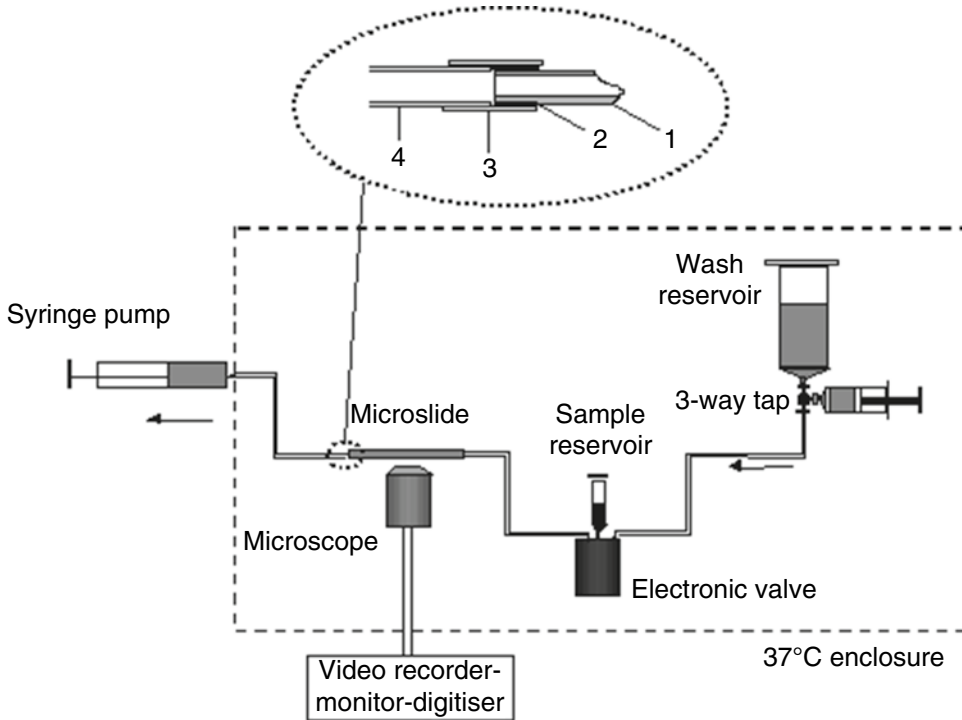 4
3
2
1
Wash
reservoir
Syringe pump
3-way tap
Microslide
Sample
reservoir
Microscope
Electronic valve
37°C enclosure
Video recorder-
monitor-digitiser